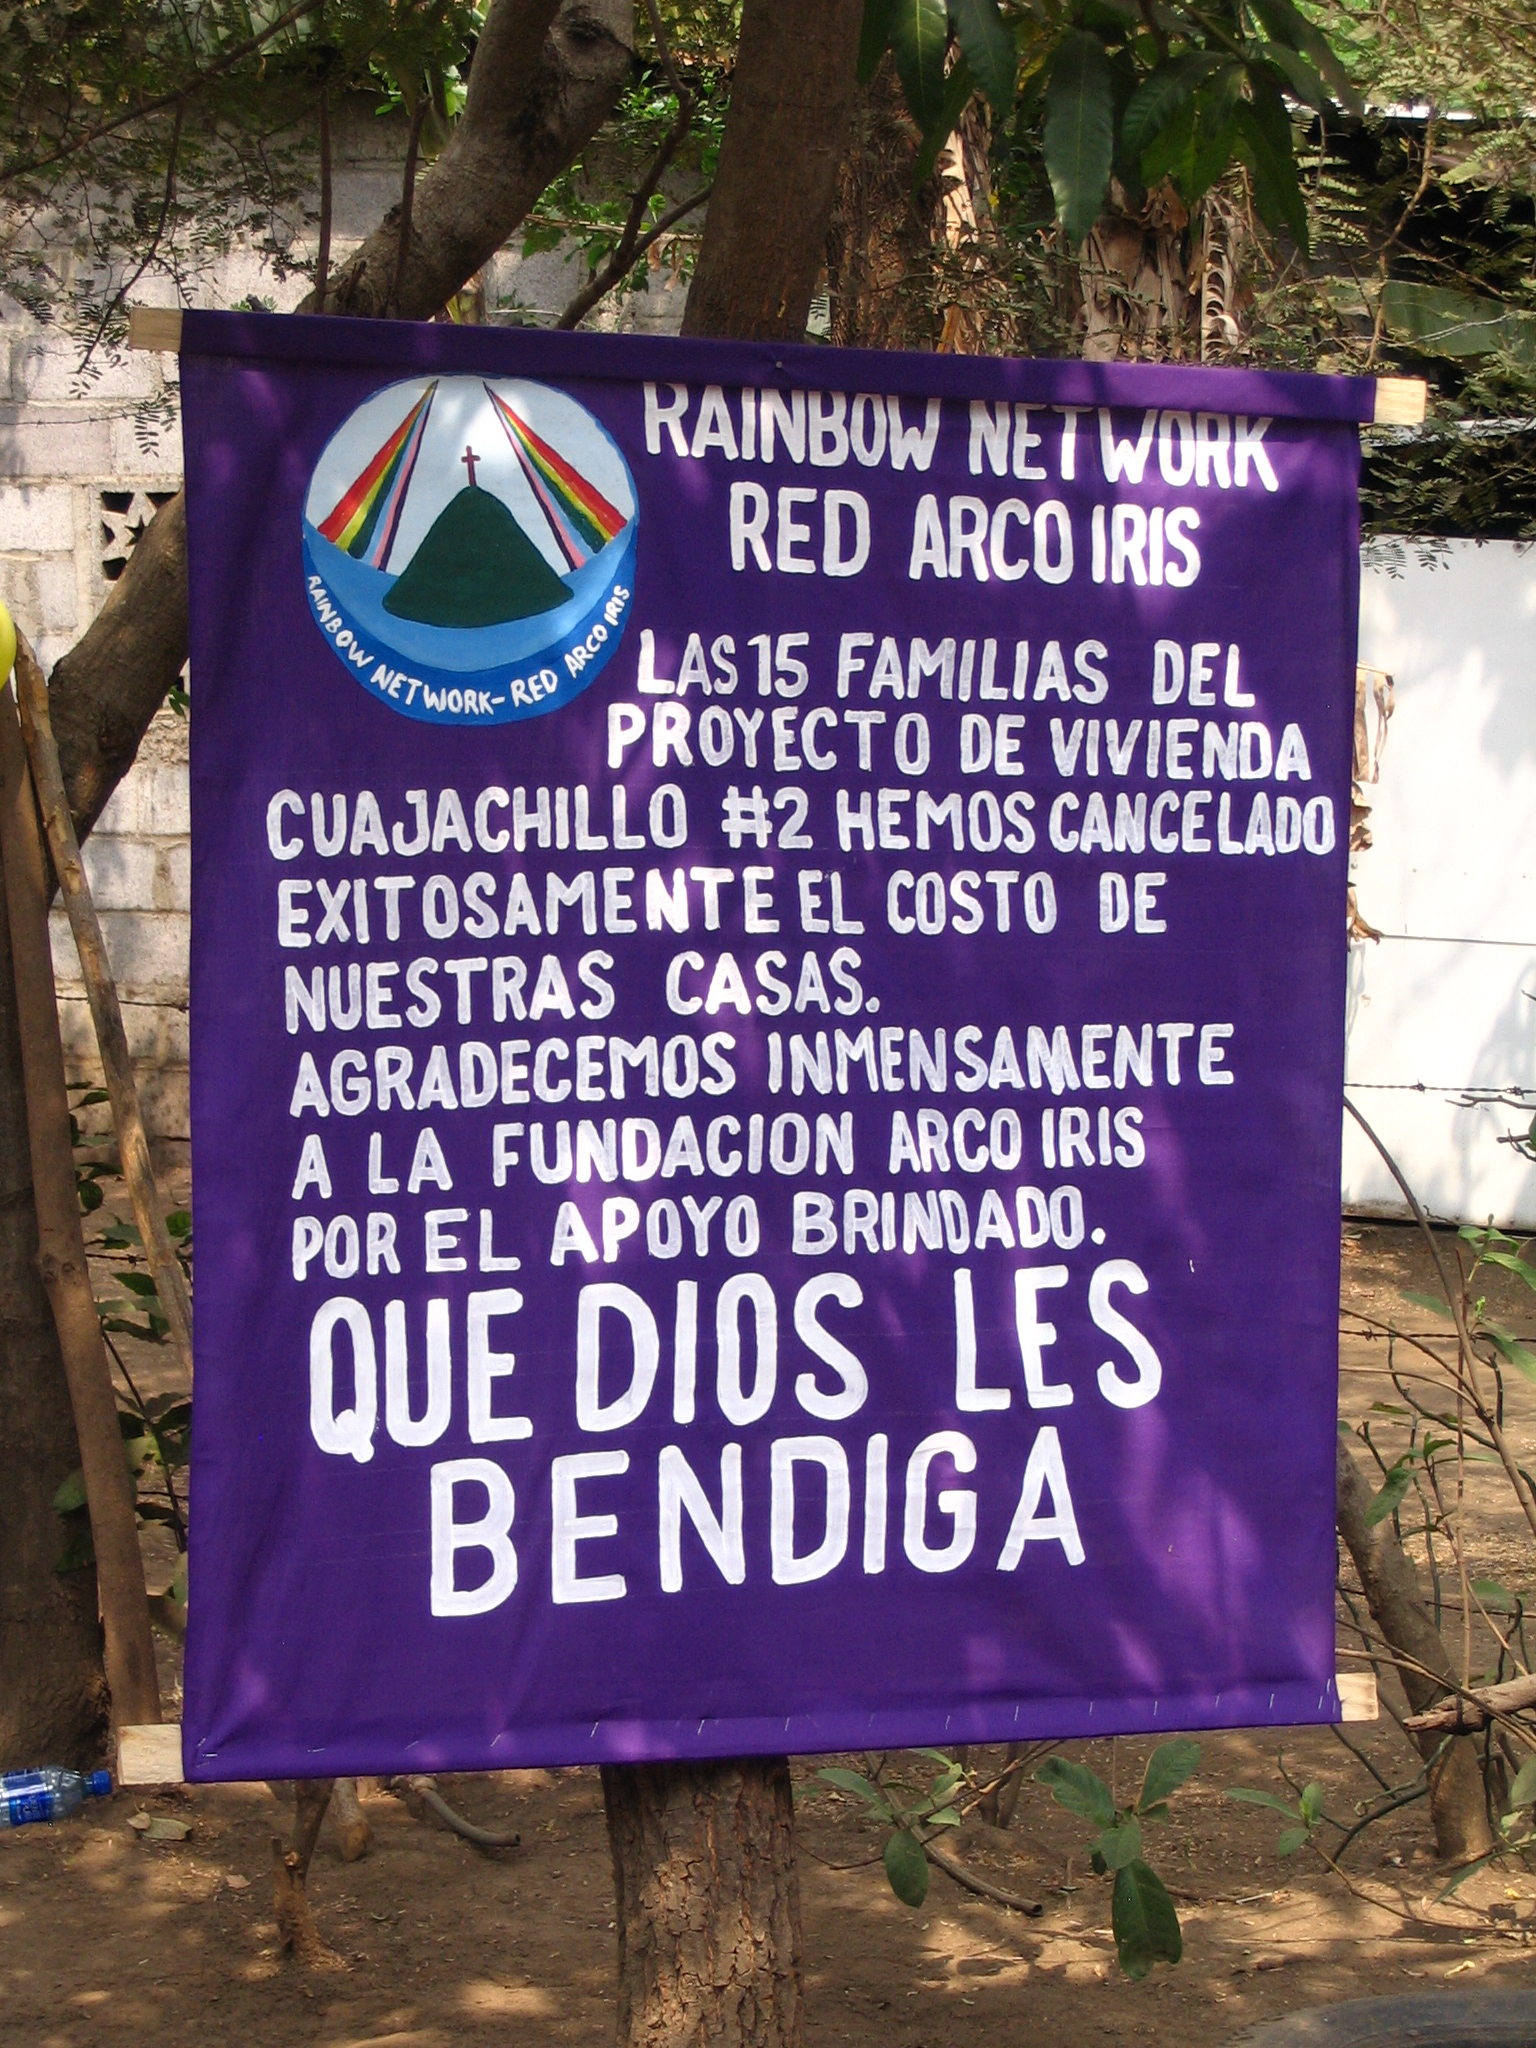 RAINBOW NETWORK
RED ARCO IRIS
RAINBOW NETWORK-RED ARCO IRIS
LAS 15 FAMILIAS DEL
PROYECTO DE VIVIENDA
CUAJACHILLO #2 HEMOS CANCELADO
EXITOSAMENTE EL COSTO DE
NUESTRAS CASAS.
AGRADECEMOS INMENSAMENTE
A LA FUNDACION ARCO IRIS
POR EL APOYO BRINDADO.
QUE DIOS LES
BENDIGA